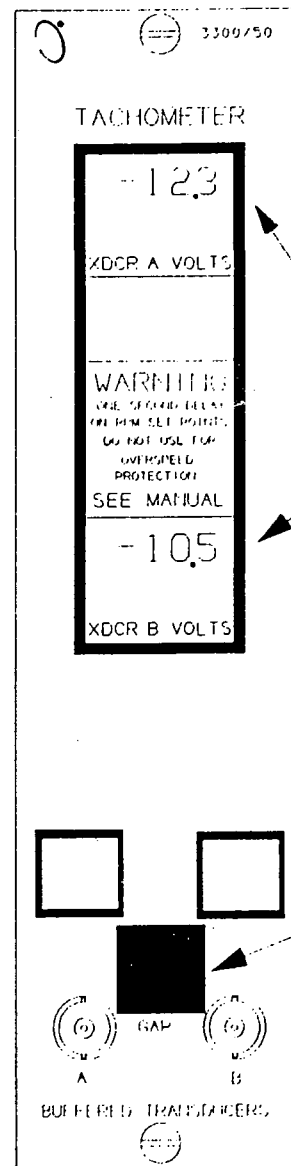 3300/50
TACHOMETER
-12.3
XDCR A VOLTS
WARNING
ONE SECOND DELAY
ON RPM SET POINTS
DO NOT USE FOR
OVERSPEED
PROTECTION
SEE MANUAL
-10.5
XDCR B VOLTS
GAP
A B
BUFFERED TRANSDUCERS